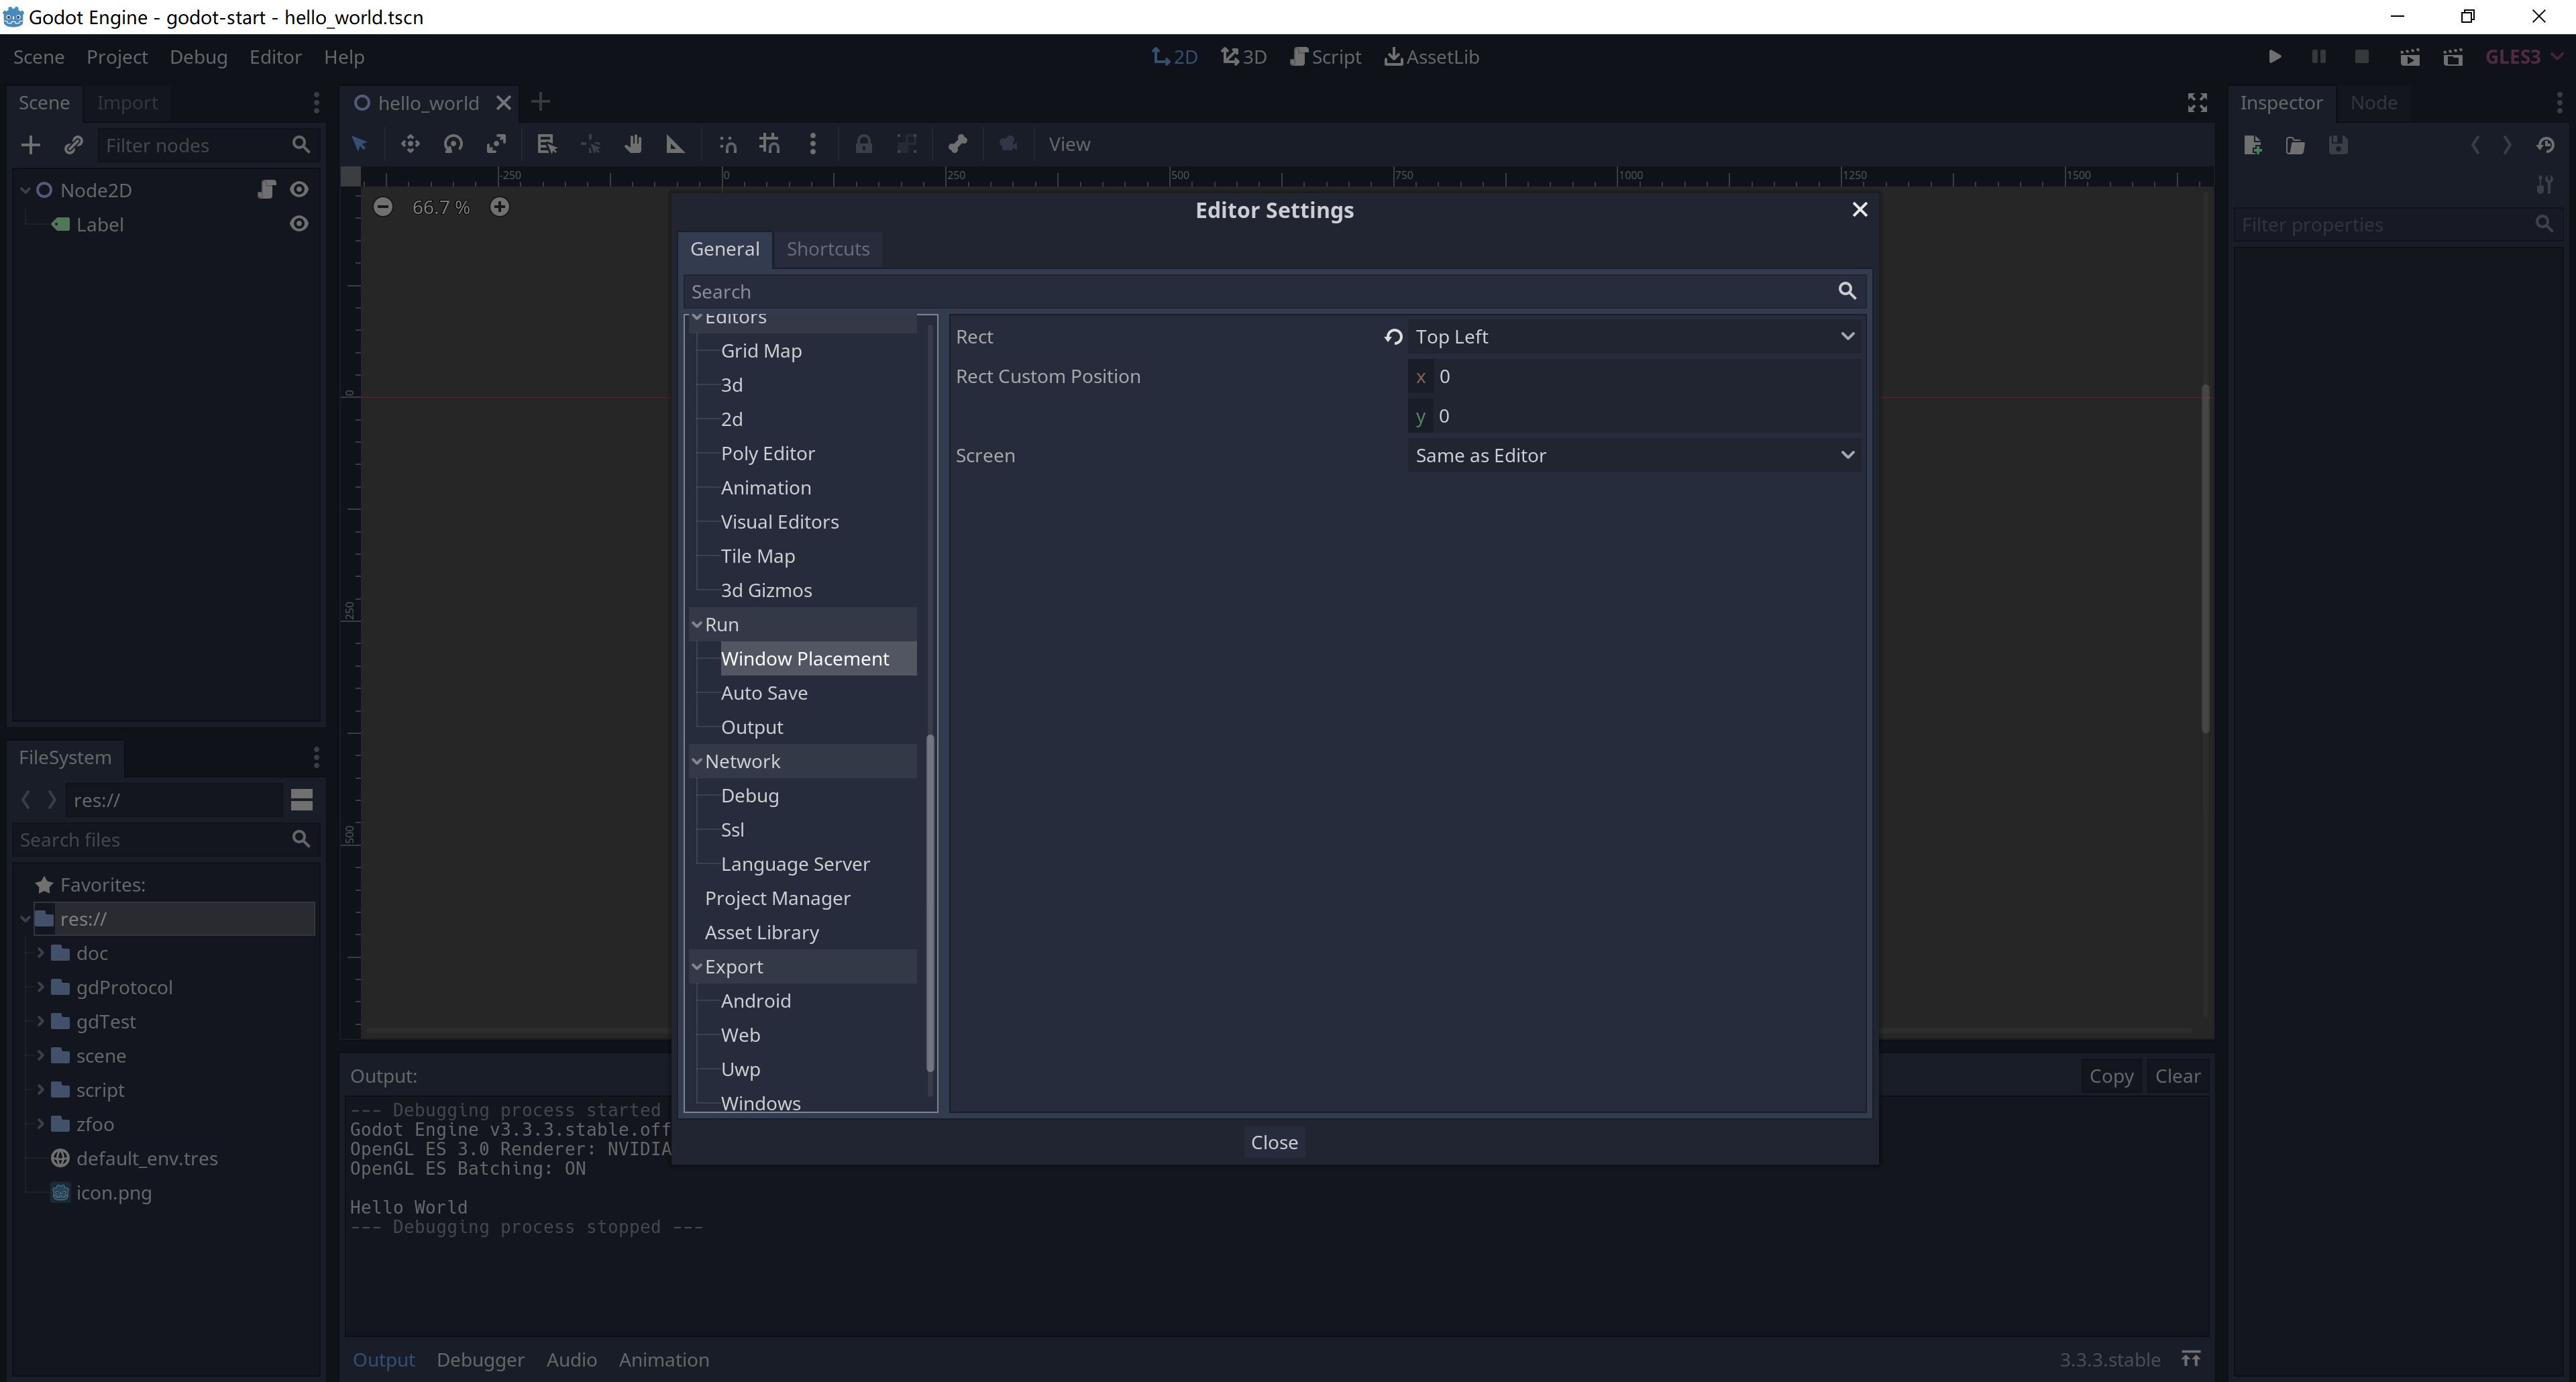 Godot Engine - godot-start - hello_world.tscn
Scene Project Debug Editor Help
2D 3D Script AssetLib
GLES3
Scene Import
hello_world
Inspector Node
Filter nodes
View
Node2D
Label
-250 0 250 500 750 1000 1250 1500
66.7 %
Filter properties
0
250
500
Editor Settings
General Shortcuts
Search
Editors
Grid Map
3d
2d
Poly Editor
Animation
Visual Editors
Tile Map
3d Gizmos
Run
Window Placement
Auto Save
Output
Network
Debug
Ssl
Language Server
Project Manager
Asset Library
Export
Android
Web
Uwp
Windows
Rect Top Left
Rect Custom Position x 0
y 0
Screen Same as Editor
Close
FileSystem
res://
Search files
Favorites:
res://
doc
gdProtocol
gdTest
scene
script
zfoo
default_env.tres
icon.png
Output:
Copy Clear
--- Debugging process started
Godot Engine v3.3.3.stable.off
OpenGL ES 3.0 Renderer: NVIDIA
OpenGL ES Batching: ON
Hello World
--- Debugging process stopped ---
Output Debugger Audio Animation
3.3.3.stable